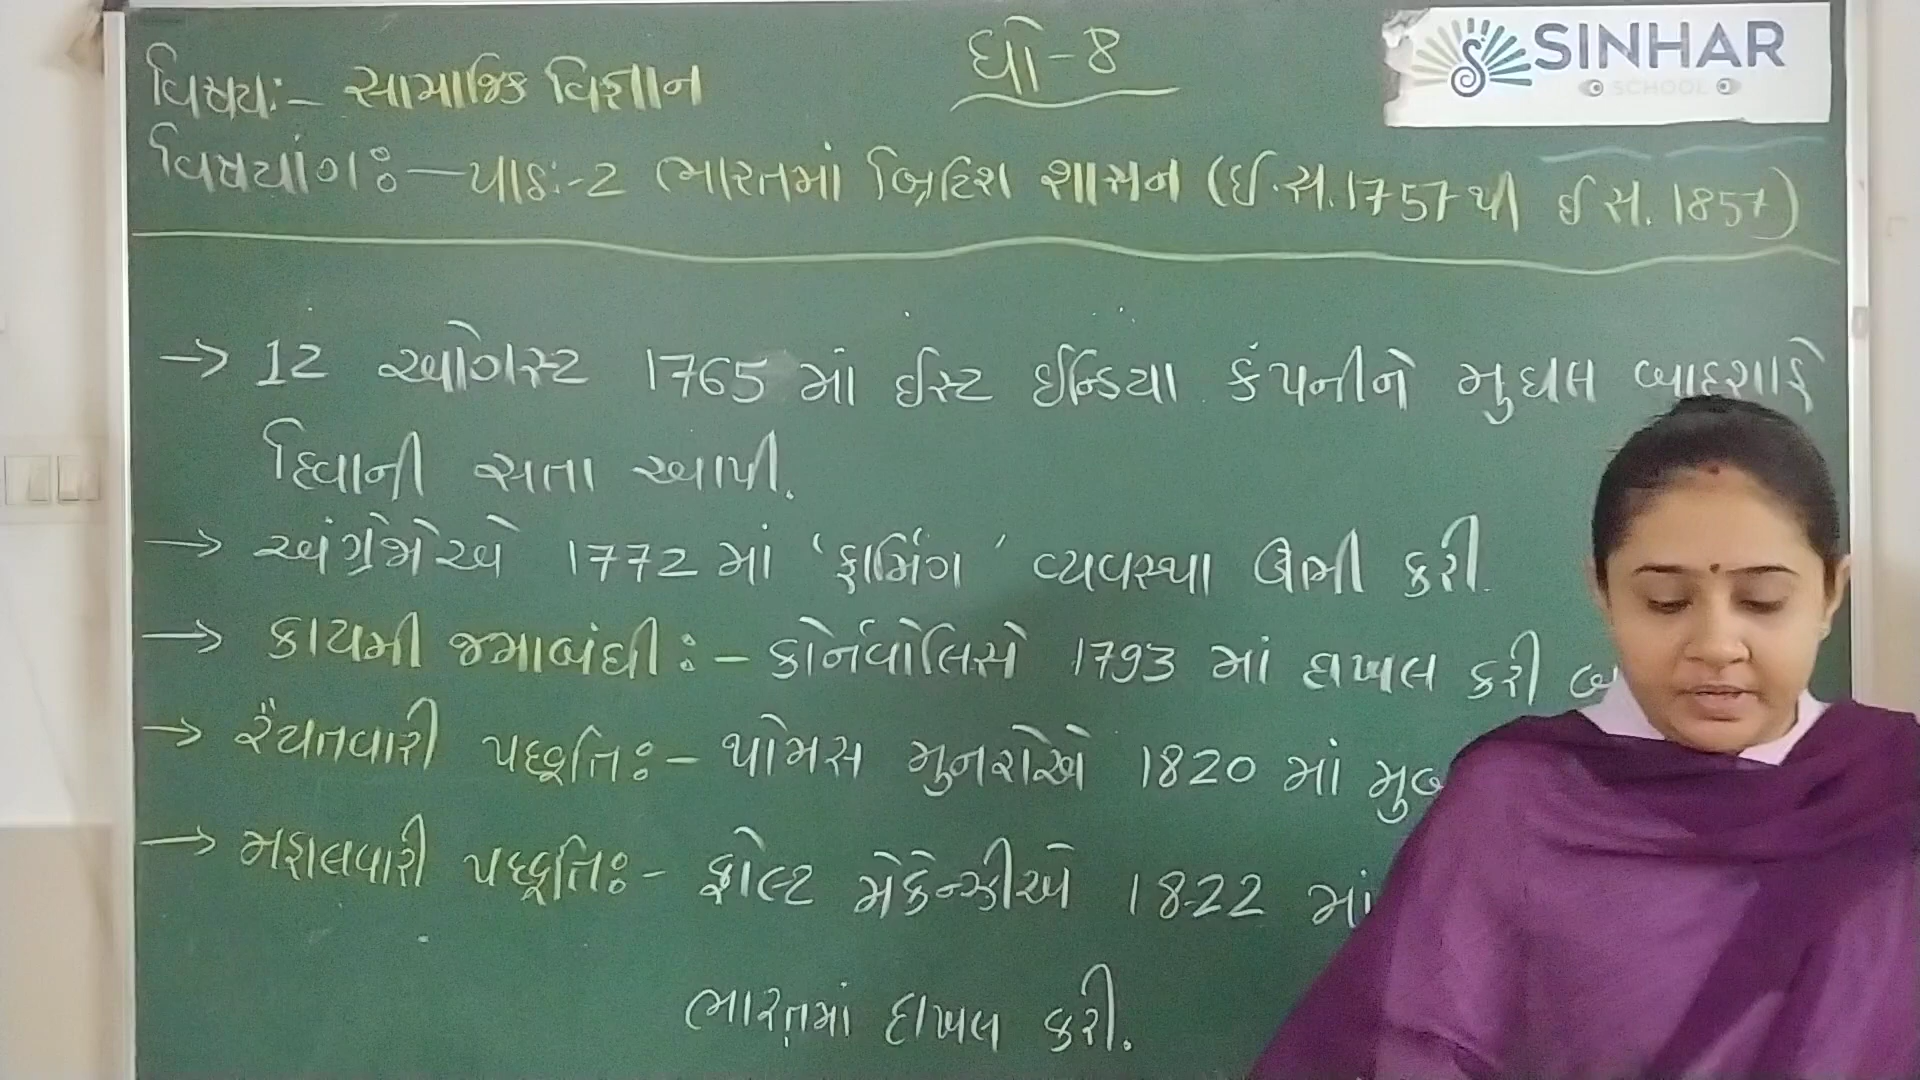 ધો-8
SINHAR
SCHOOL
વિષય:- સામાજિક વિજ્ઞાન
વિષયાંગ:- પાઠ:-2 ભારતમાં બ્રિટિશ શાસન (ઈ.સ.1757થી ઈ સ. 1857)
→ 12 ઓગસ્ટ 1765 માં ઈસ્ટ ઈન્ડિયા કંપનીને મુઘલ બાદશાહે
દિવાની સતા આપી.
→ અંગ્રેજોએ 1772 માં 'ફાર્મિંગ' વ્યવસ્થા ઊભી કરી.
→ કાયમી જમાબંધી:- કોર્નવોલિસે 1793 માં દાખલ કરી
→ રૈયતવારી પદ્ધતિ:- થોમસ મુનરોએ 1820 માં
→ મહાલવારી પદ્ધતિ:- હોલ્ટ મેકેન્ઝીએ 1822 માં
ભારતમાં દાખલ કરી.